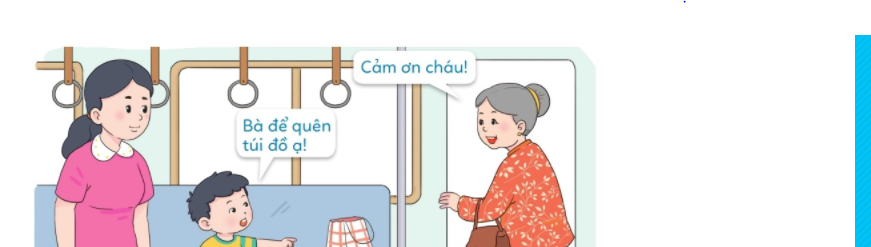 Cảm ơn cháu!
Bà để quên
túi đồ ạ!